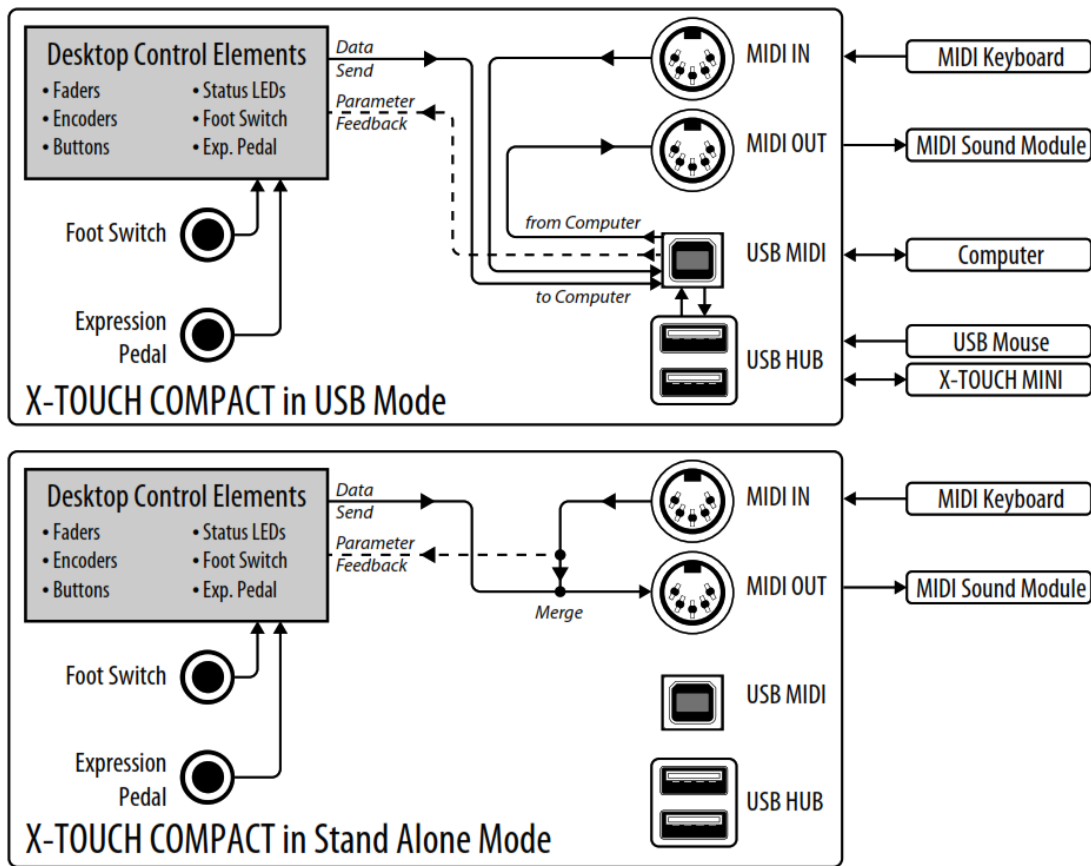 Desktop Control Elements
• Faders
• Encoders
• Buttons
• Status LEDs
• Foot Switch
• Exp. Pedal
Data
Send
Parameter
Feedback
Foot Switch
Expression
Pedal
from Computer
to Computer
MIDI IN
MIDI OUT
USB MIDI
USB HUB
MIDI Keyboard
MIDI Sound Module
Computer
USB Mouse
X-TOUCH MINI
X-TOUCH COMPACT in USB Mode
Desktop Control Elements
• Faders
• Encoders
• Buttons
• Status LEDs
• Foot Switch
• Exp. Pedal
Data
Send
Parameter
Feedback
Merge
Foot Switch
Expression
Pedal
MIDI IN
MIDI OUT
USB MIDI
USB HUB
MIDI Keyboard
MIDI Sound Module
X-TOUCH COMPACT in Stand Alone Mode